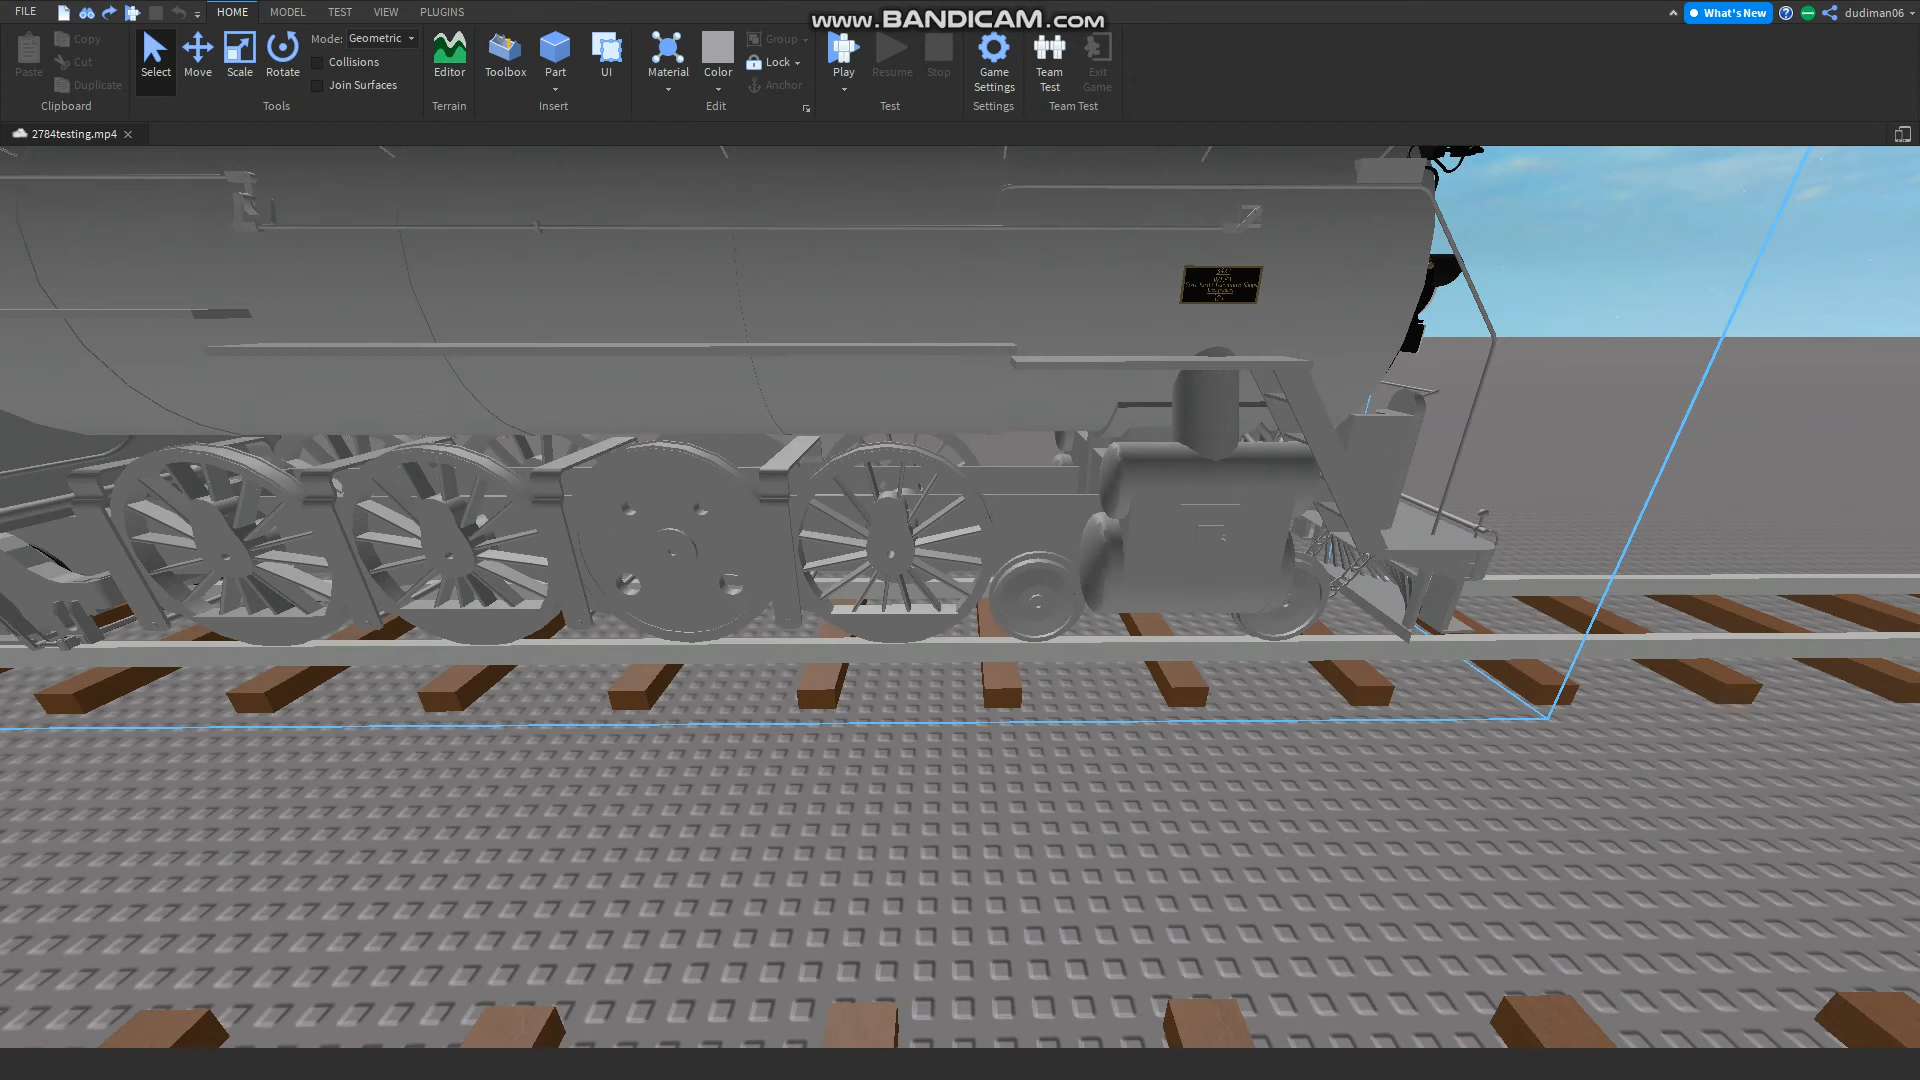 FILE HOME MODEL TEST VIEW PLUGINS
www.BANDICAM.com
What's New
dudiman06
Paste
Copy
Cut
Duplicate
Clipboard
Select
Move
Scale
Rotate
Mode: Geometric
Collisions
Join Surfaces
Tools
Editor
Terrain
Toolbox
Part
UI
Insert
Material
Color
Group
Lock
Anchor
Edit
Play
Resume
Stop
Test
Game
Settings
Settings
Team
Test
Exit
Game
Team Test
2784testing.mp4